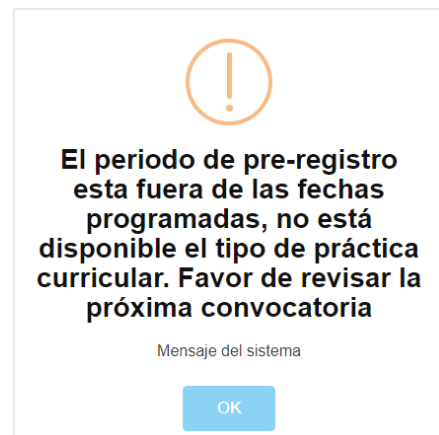 El periodo de pre-registro
esta fuera de las fechas
programadas, no está
disponible el tipo de práctica
curricular. Favor de revisar la
próxima convocatoria
Mensaje del sistema
OK